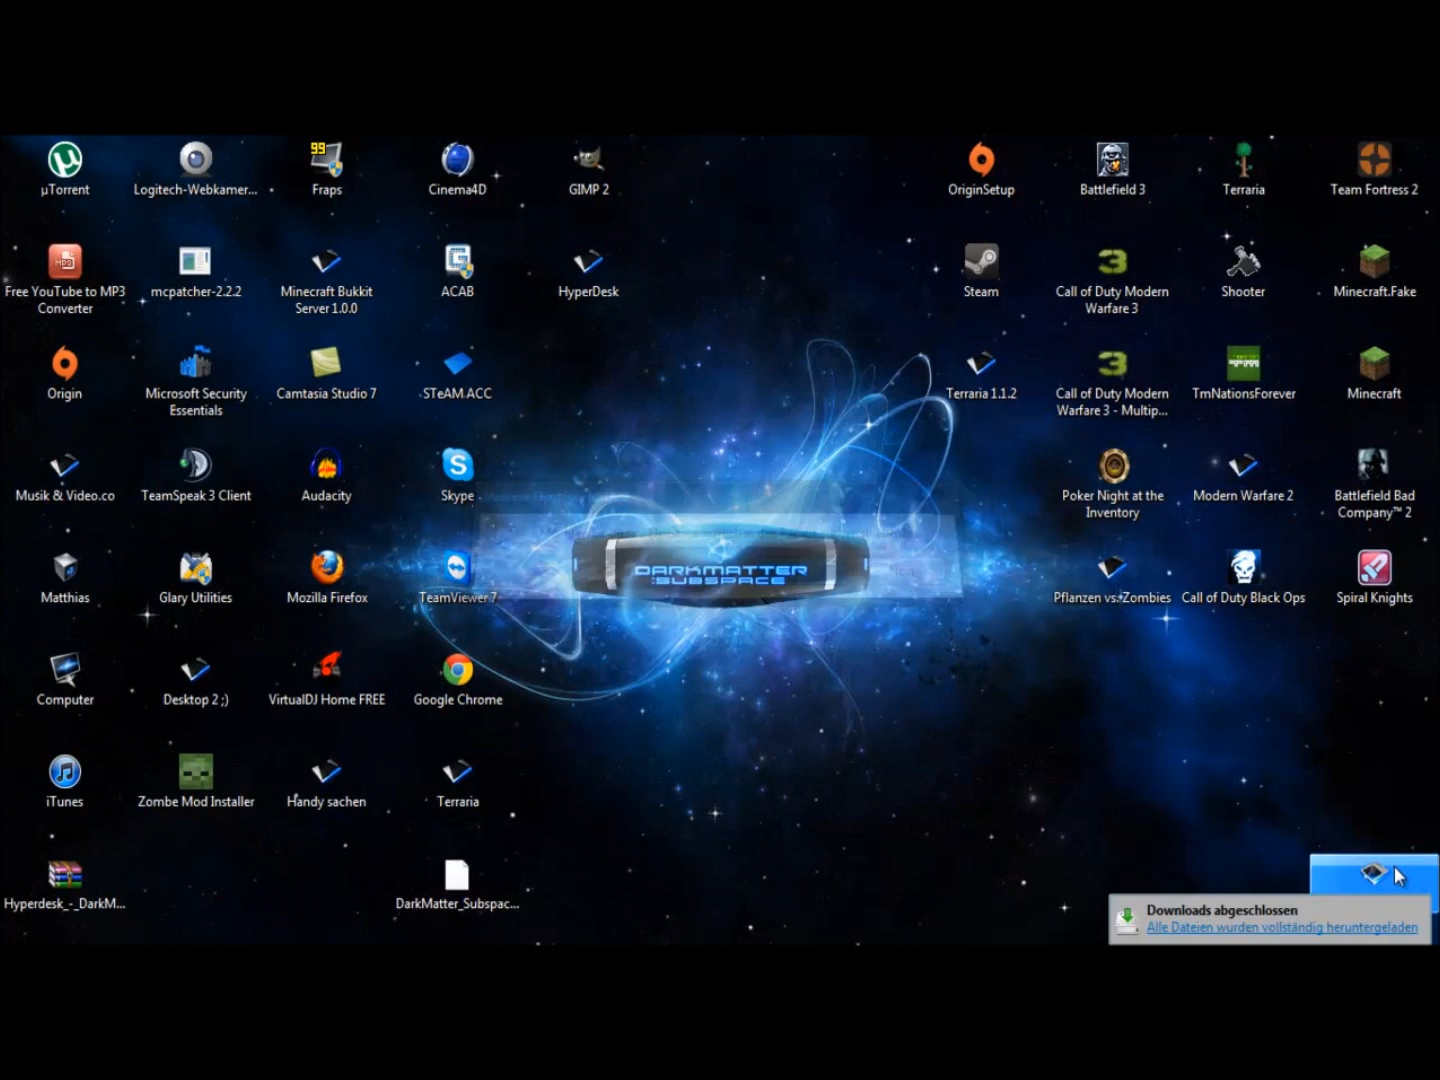 µTorrent
Logitech-Webkamer...
99
Fraps
Cinema4D
GIMP 2
OriginSetup
Battlefield 3
Terraria
Team Fortress 2
Free YouTube to MP3
Converter
mcpatcher-2.2.2
Minecraft Bukkit
Server 1.0.0
ACAB
HyperDesk
Steam
Call of Duty Modern
Warfare 3
Shooter
Minecraft.Fake
Origin
Microsoft Security
Essentials
Camtasia Studio 7
STeAM.ACC
Terraria 1.1.2
Call of Duty Modern
Warfare 3 - Multip...
TmNationsForever
Minecraft
Musik & Video.co
TeamSpeak 3 Client
Audacity
Skype
Poker Night at the
Inventory
Modern Warfare 2
Battlefield Bad
Company™ 2
DARKMATTER
:SUBSPACE
Matthias
Glary Utilities
Mozilla Firefox
TeamViewer 7
Pflanzen vs. Zombies
Call of Duty Black Ops
Spiral Knights
Computer
Desktop 2 ;)
VirtualDJ Home FREE
Google Chrome
iTunes
Zombe Mod Installer
Handy sachen
Terraria
Hyperdesk_-_DarkM...
DarkMatter_Subspac...
Downloads abgeschlossen
Alle Dateien wurden vollständig heruntergeladen